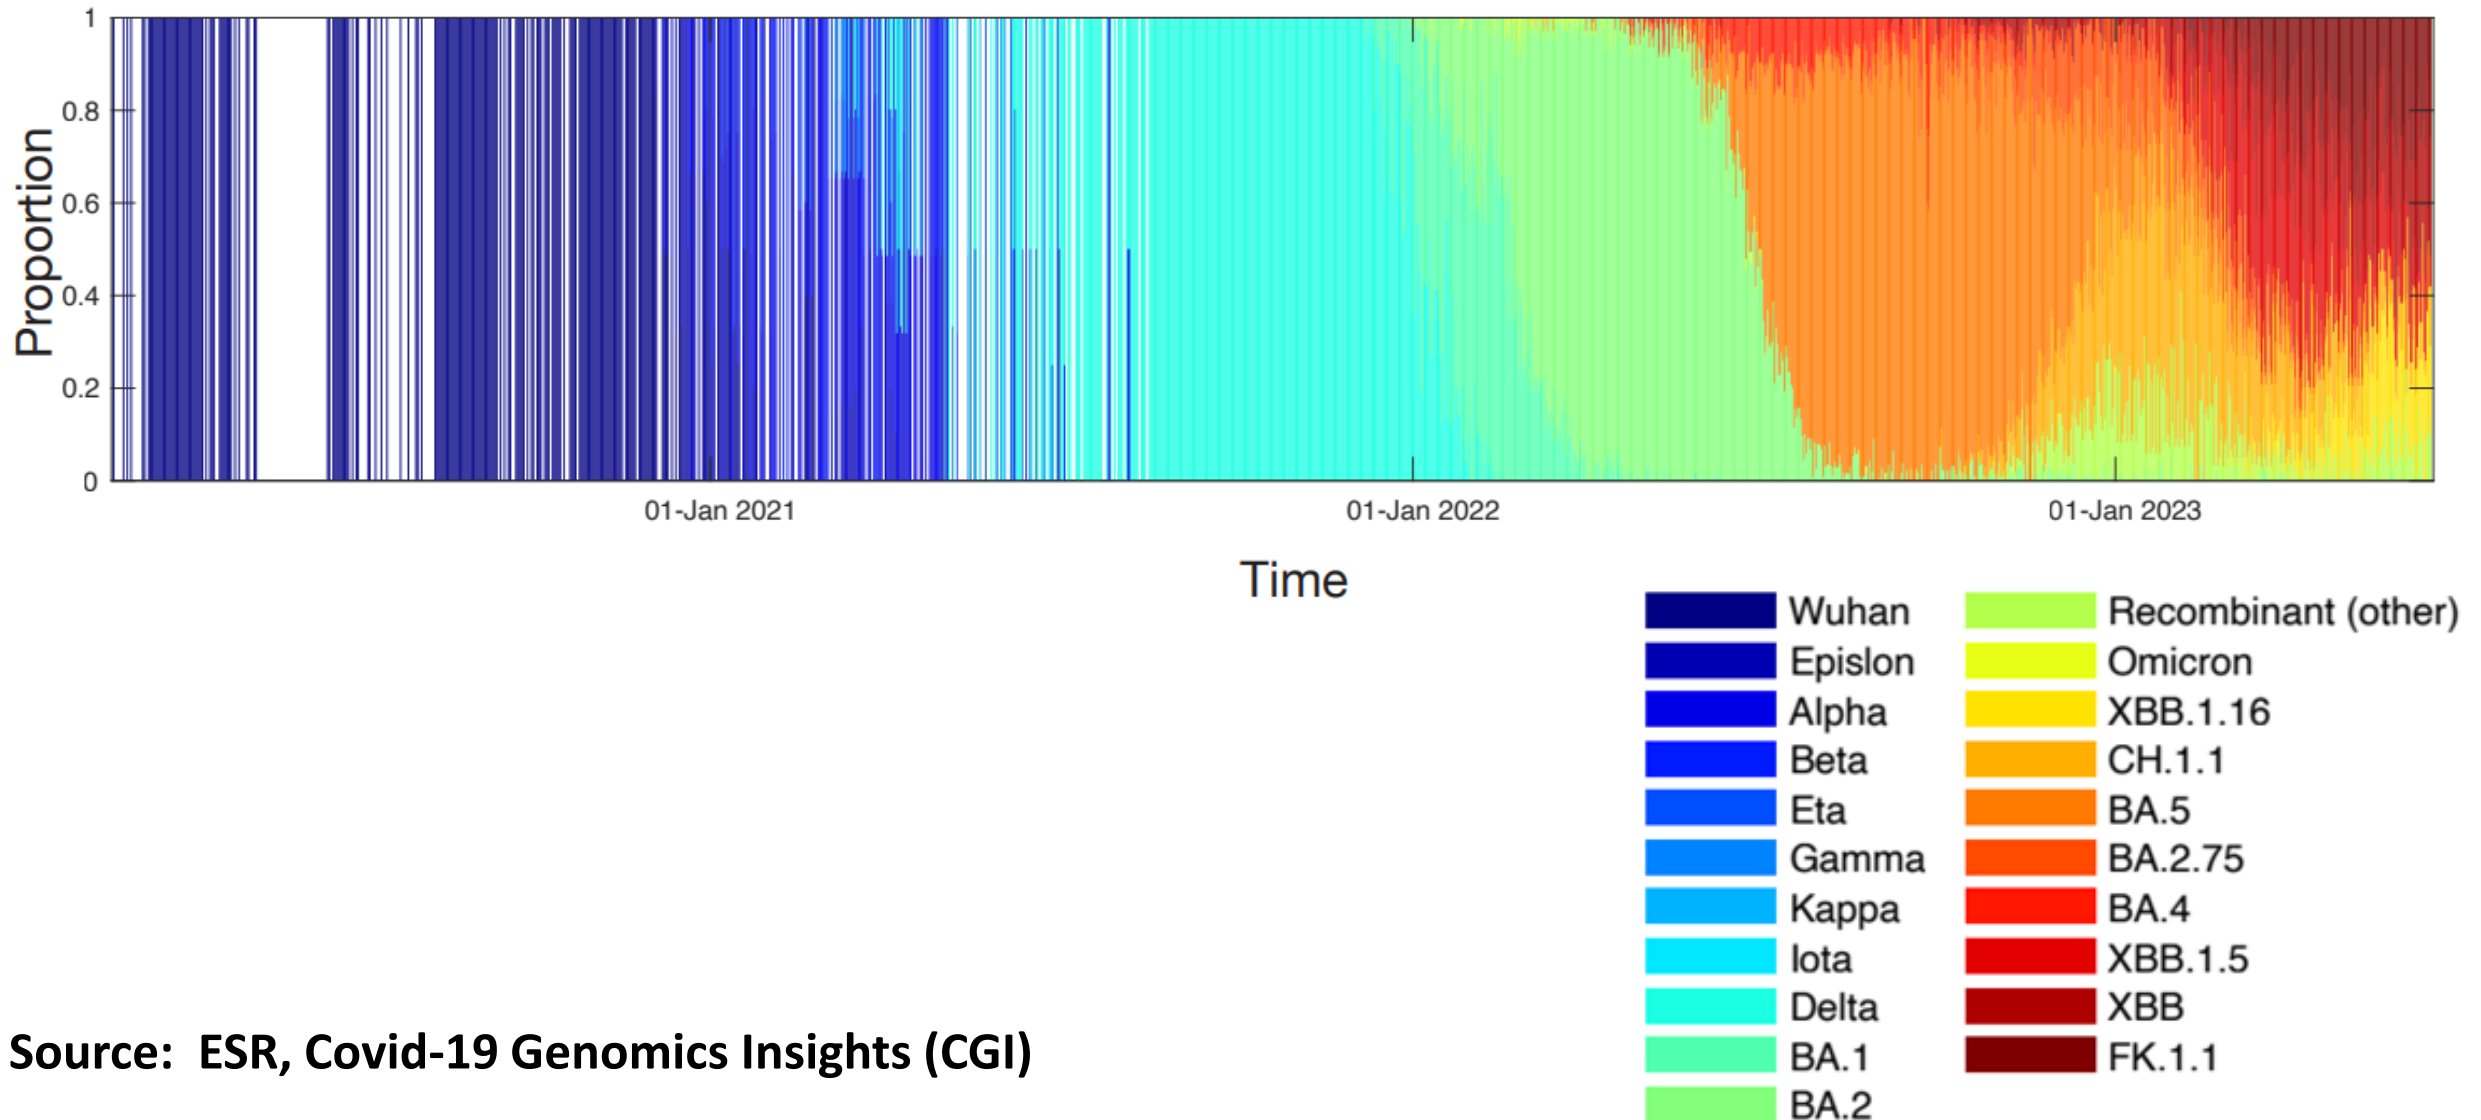 1
0.8
0.6
0.4
0.2
0
Proportion
01-Jan 2021
01-Jan 2022
01-Jan 2023
Time
Wuhan
Epislon
Alpha
Beta
Eta
Gamma
Kappa
Iota
Delta
BA.1
BA.2
Recombinant (other)
Omicron
XBB.1.16
CH.1.1
BA.5
BA.2.75
BA.4
XBB.1.5
XBB
FK.1.1
Source: ESR, Covid-19 Genomics Insights (CGI)